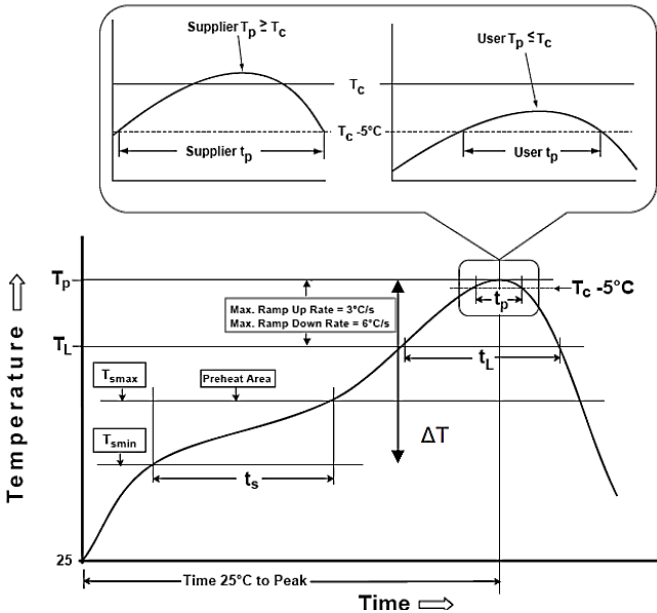 Supplier Tp ≥ Tc
User Tp ≤ Tc
Tc
Tc -5°C
Supplier tp
User tp
Tp
Tc -5°C
tp
Max. Ramp Up Rate = 3°C/s
Max. Ramp Down Rate = 6°C/s
TL
tL
Tsmax
Preheat Area
Tsmin
ΔT
ts
Temperature
25
Time 25°C to Peak
Time